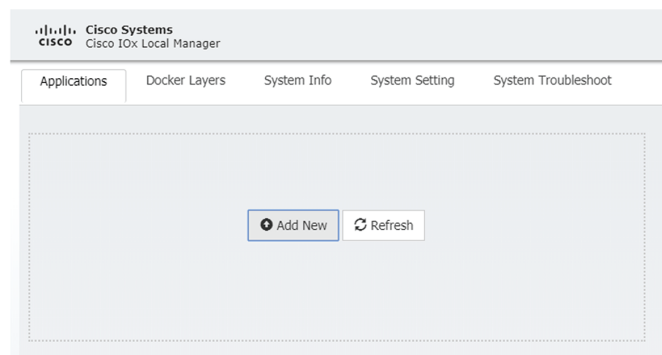 Cisco Systems
CISCO Cisco IOx Local Manager
Applications Docker Layers System Info System Setting System Troubleshoot
Add New Refresh